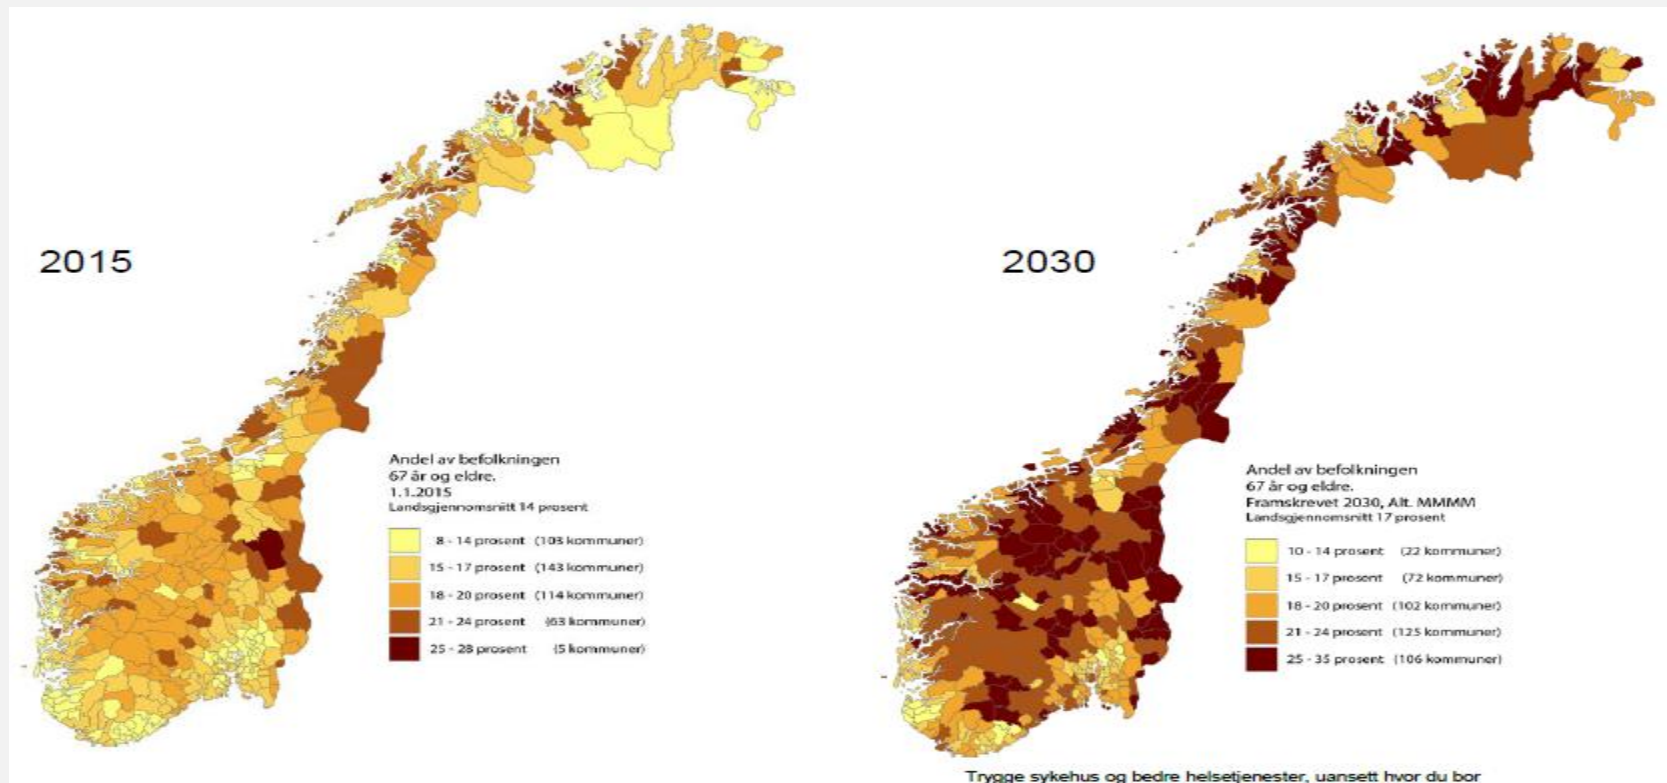 2015
Andel av befolkningen
67 år og eldre.
1.1.2015
Landsgjennomsnitt 14 prosent
8 - 14 prosent (103 kommuner)
15 - 17 prosent (143 kommuner)
18 - 20 prosent (114 kommuner)
21 - 24 prosent (63 kommuner)
25 - 28 prosent (5 kommuner)
2030
Andel av befolkningen
67 år og eldre.
Framskrevet 2030, Alt. MMMM
Landsgjennomsnitt 17 prosent
10 - 14 prosent (22 kommuner)
15 - 17 prosent (72 kommuner)
18 - 20 prosent (102 kommuner)
21 - 24 prosent (125 kommuner)
25 - 35 prosent (106 kommuner)
Trygge sykehus og bedre helsetjenester, uansett hvor du bor